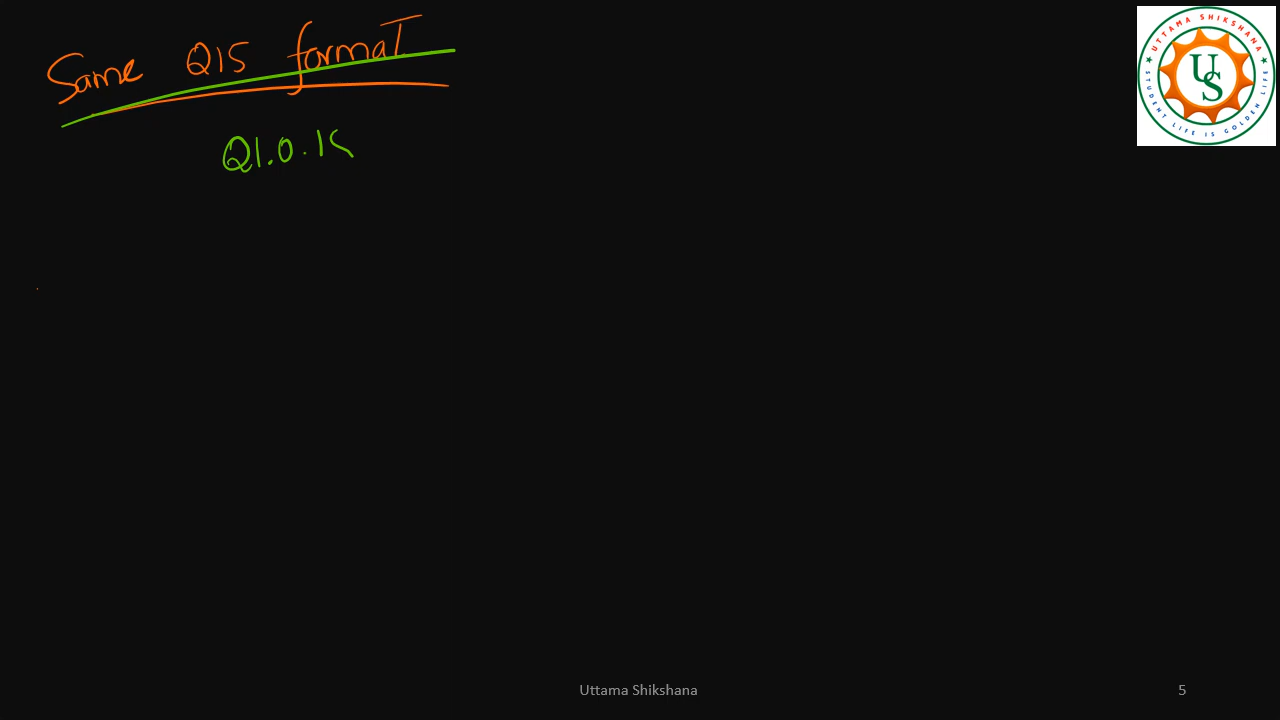 Same Q15 format
Q1.0.15
UTTAMA SHIKSHANA
US
STUDENT LIFE IS GOLDEN LIFE
Uttama Shikshana
5